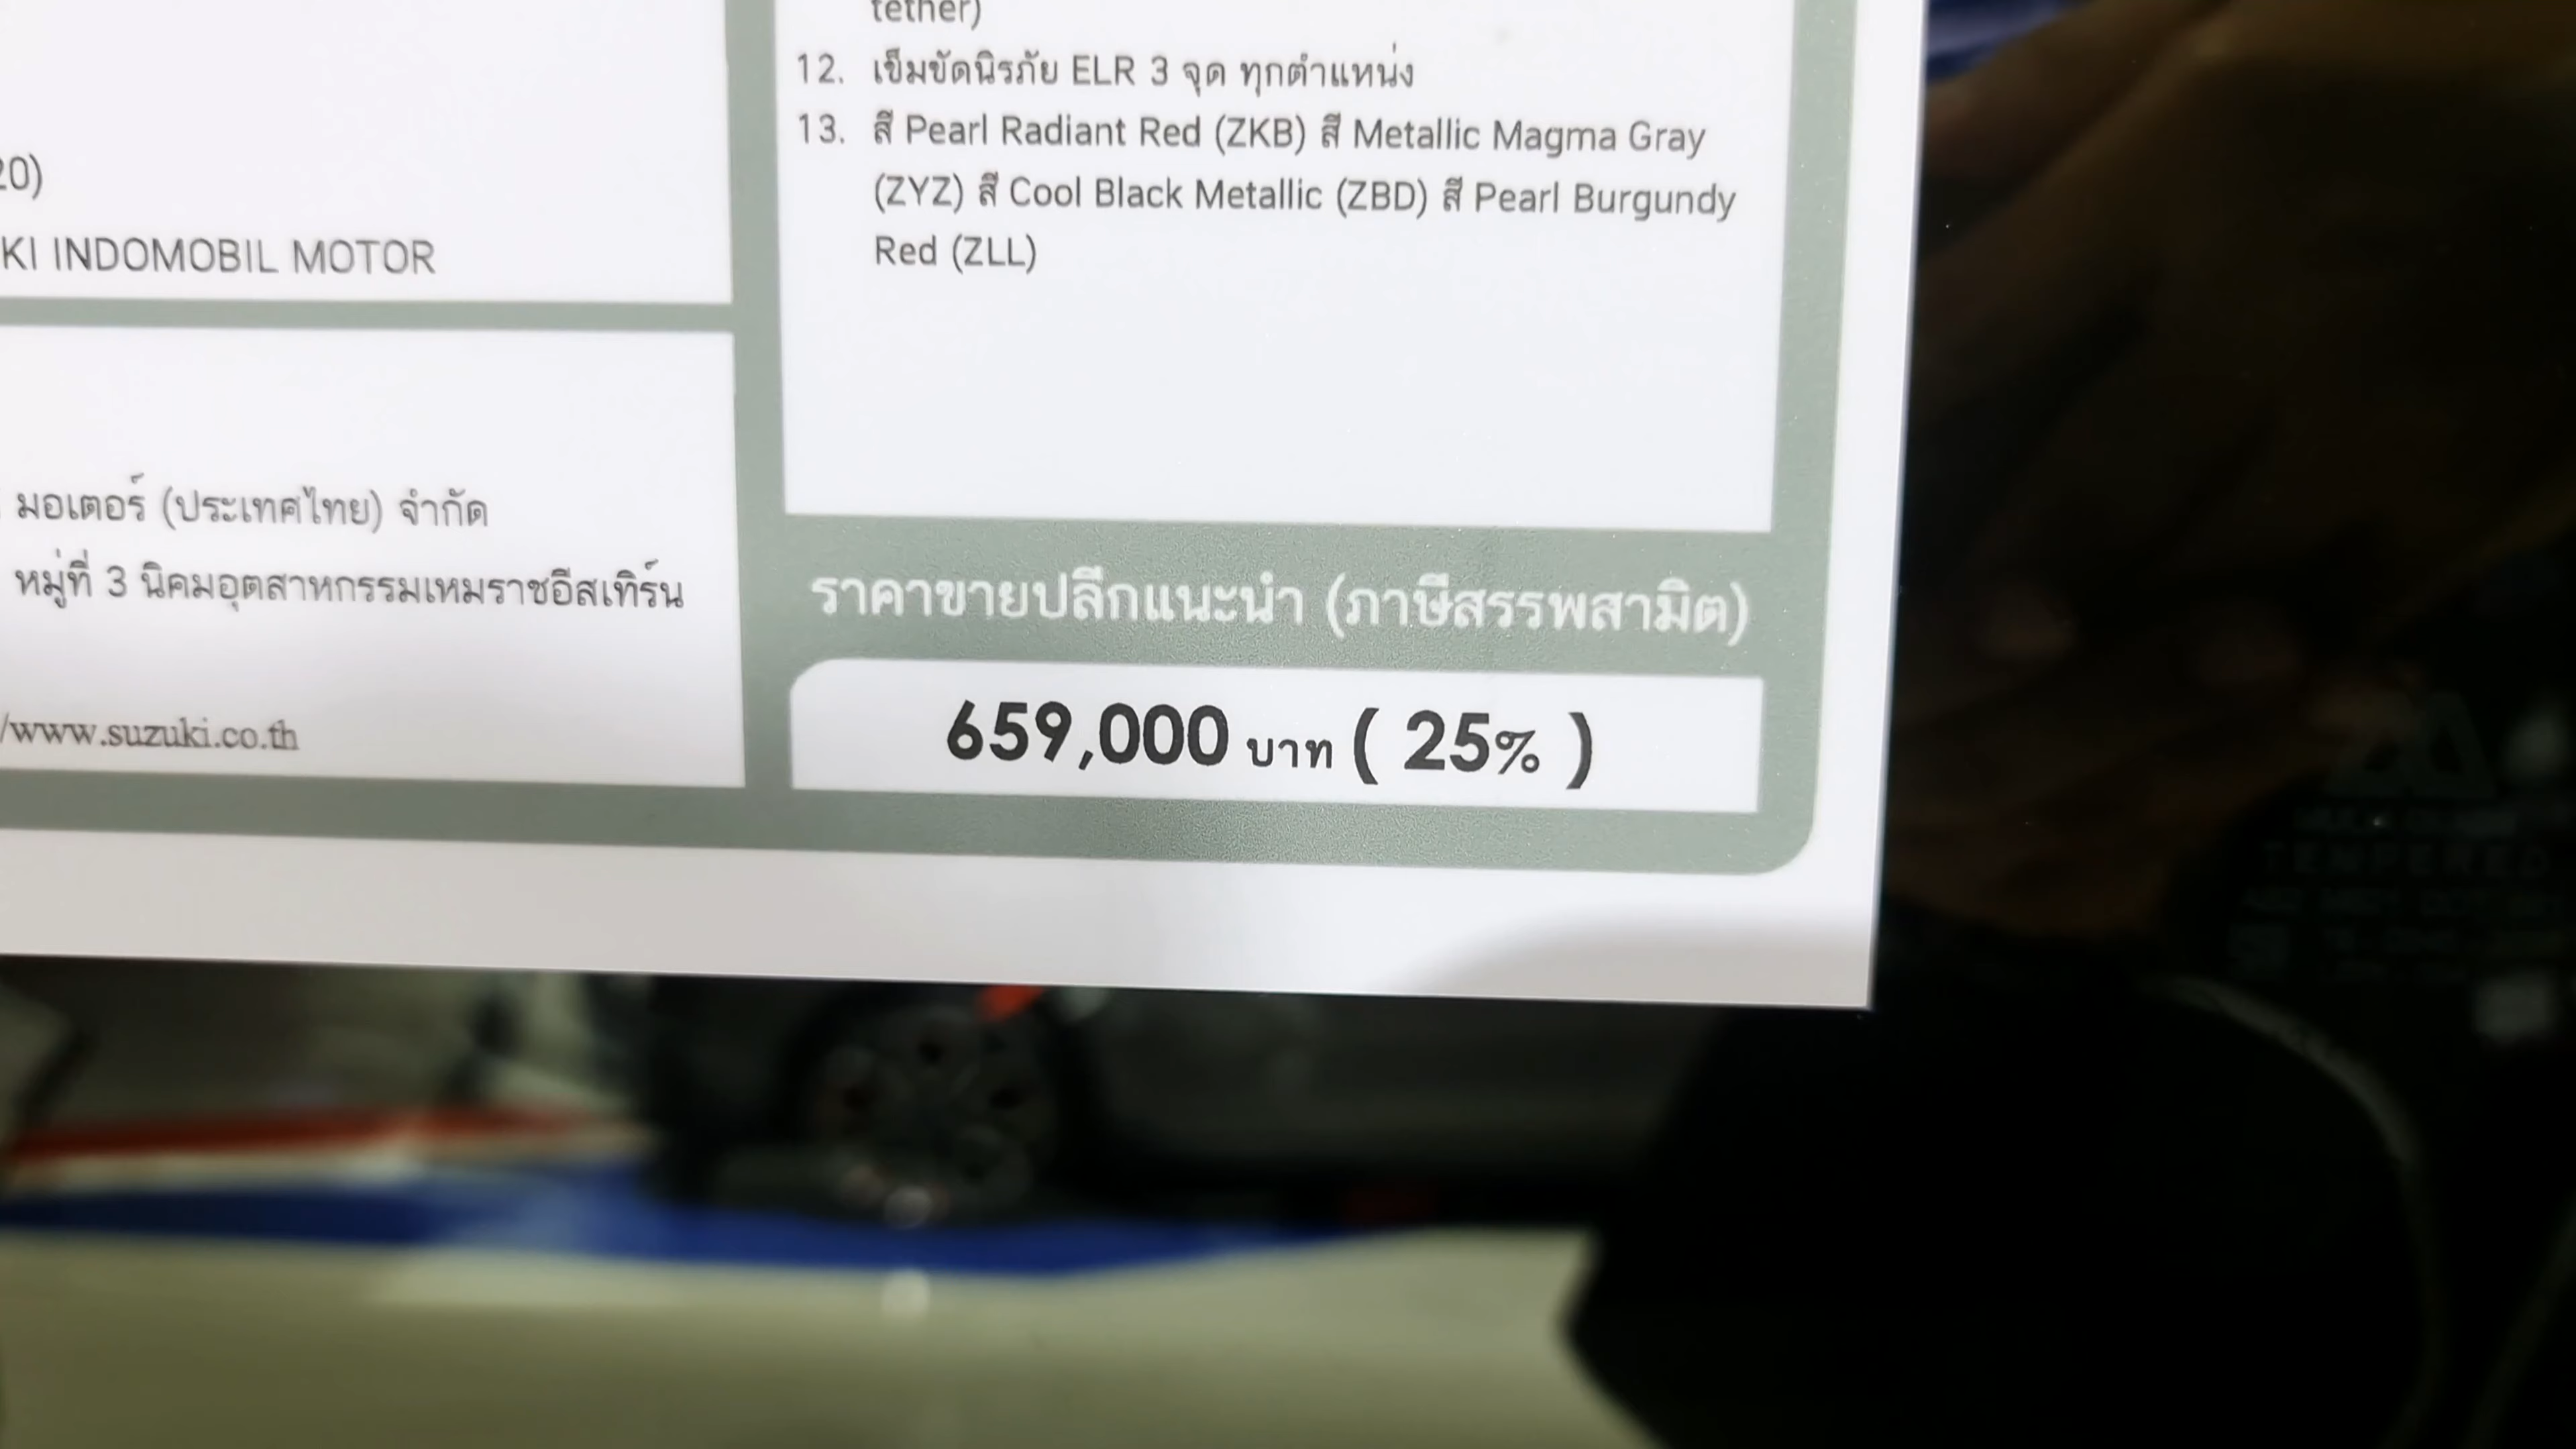 20)
KI INDOMOBIL MOTOR
มอเตอร์ (ประเทศไทย) จำกัด
หมู่ที่ 3 นิคมอุตสาหกรรมเหมราชอีสเทิร์น
/www.suzuki.co.th
tether)
12. เข็มขัดนิรภัย ELR 3 จุด ทุกตำแหน่ง
13. สี Pearl Radiant Red (ZKB) สี Metallic Magma Gray
(ZYZ) สี Cool Black Metallic (ZBD) สี Pearl Burgundy
Red (ZLL)
ราคาขายปลีกแนะนำ (ภาษีสรรพสามิต)
659,000 บาท ( 25% )
TEMPERED